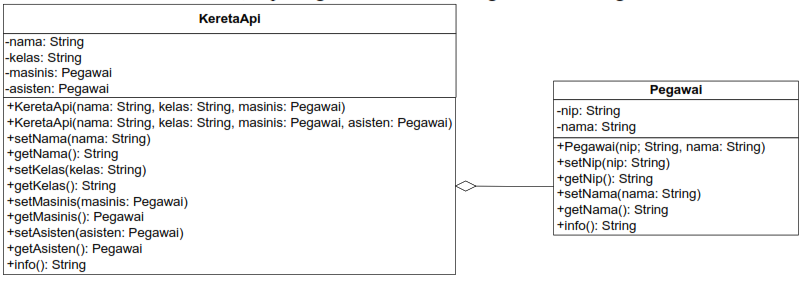 KeretaApi
-nama: String
-kelas: String
-masinis: Pegawai
-asisten: Pegawai
+KeretaApi(nama: String, kelas: String, masinis: Pegawai)
+KeretaApi(nama: String, kelas: String, masinis: Pegawai, asisten: Pegawai)
+setNama(nama: String)
+getNama(): String
+setKelas(kelas: String)
+getKelas(): String
+setMasinis(masinis: Pegawai)
+getMasinis(): Pegawai
+setAsisten(asisten: Pegawai)
+getAsisten(): Pegawai
+info(): String
Pegawai
-nip: String
-nama: String
+Pegawai(nip; String, nama: String)
+setNip(nip: String)
+getNip(): String
+setNama(nama: String)
+getNama(): String
+info(): String